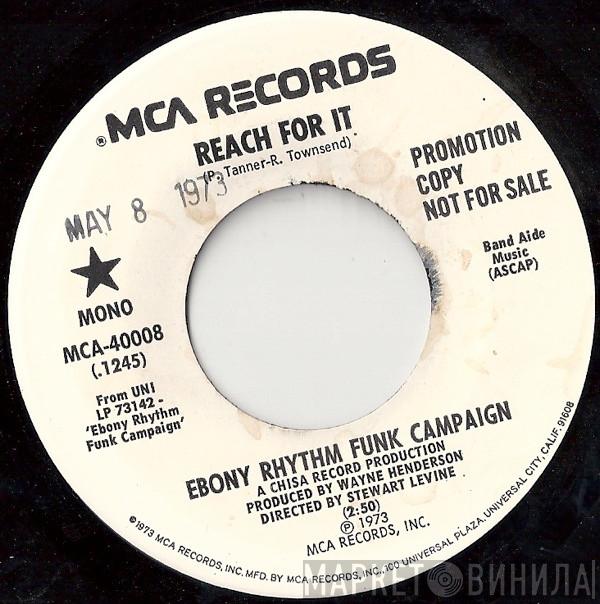 ® MCA RECORDS
REACH FOR IT
(P. Tanner-R. Townsend)
MAY 8 1973
PROMOTION
COPY
NOT FOR SALE
MONO
MCA-40008
(.1245)
Band Aide
Music
(ASCAP)
From UNI
LP 73142 -
'Ebony Rhythm
Funk Campaign'
EBONY RHYTHM FUNK CAMPAIGN
A CHISA RECORD PRODUCTION
PRODUCED BY WAYNE HENDERSON
DIRECTED BY STEWART LEVINE
(2:50)
℗ 1973
MCA RECORDS, INC.
©1973 MCA RECORDS, INC. MFD. BY MCA RECORDS, INC., 100 UNIVERSAL PLAZA, UNIVERSAL CITY, CALIF. 91608
МАРКЕТ ВИНИЛА